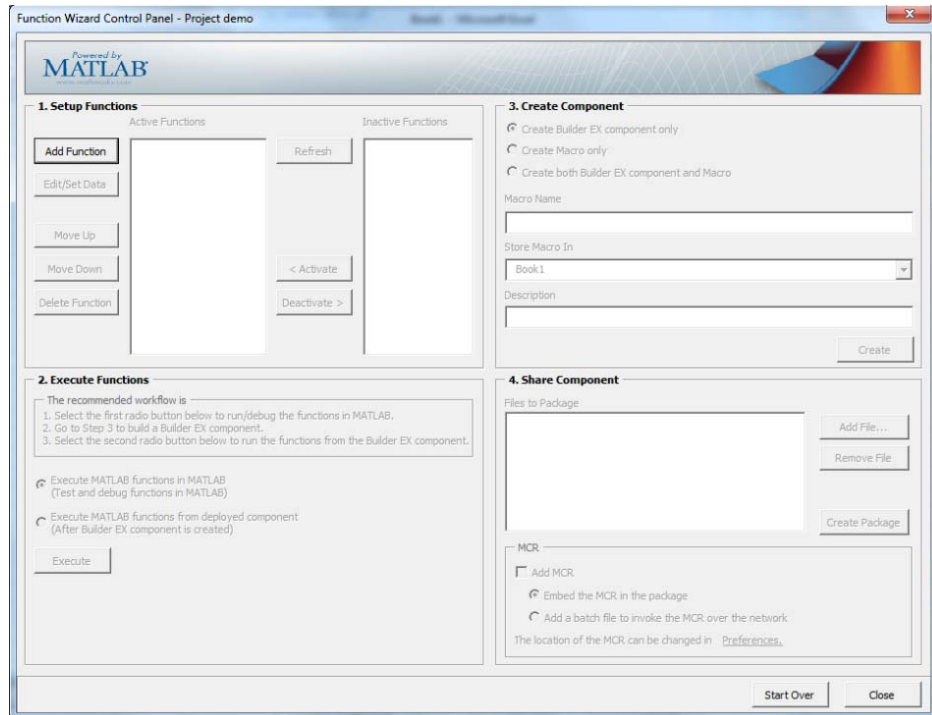 Function Wizard Control Panel - Project demo
Book1 - Microsoft Excel
Powered by
MATLAB
1. Setup Functions
Active Functions
Inactive Functions
Add Function
Refresh
Edit/Set Data
Move Up
Move Down
< Activate
Delete Function
Deactivate >
2. Execute Functions
The recommended workflow is
1. Select the first radio button below to run/debug the functions in MATLAB.
2. Go to Step 3 to build a Builder EX component.
3. Select the second radio button below to run the functions from the Builder EX component.
Execute MATLAB functions in MATLAB
(Test and debug functions in MATLAB)
Execute MATLAB functions from deployed component
(After Builder EX component is created)
Execute
3. Create Component
Create Builder EX component only
Create Macro only
Create both Builder EX component and Macro
Macro Name
Store Macro In
Book1
Description
Create
4. Share Component
Files to Package
Add File...
Remove File
Create Package
MCR
Add MCR
Embed the MCR in the package
Add a batch file to invoke the MCR over the network
The location of the MCR can be changed in Preferences.
Start Over
Close